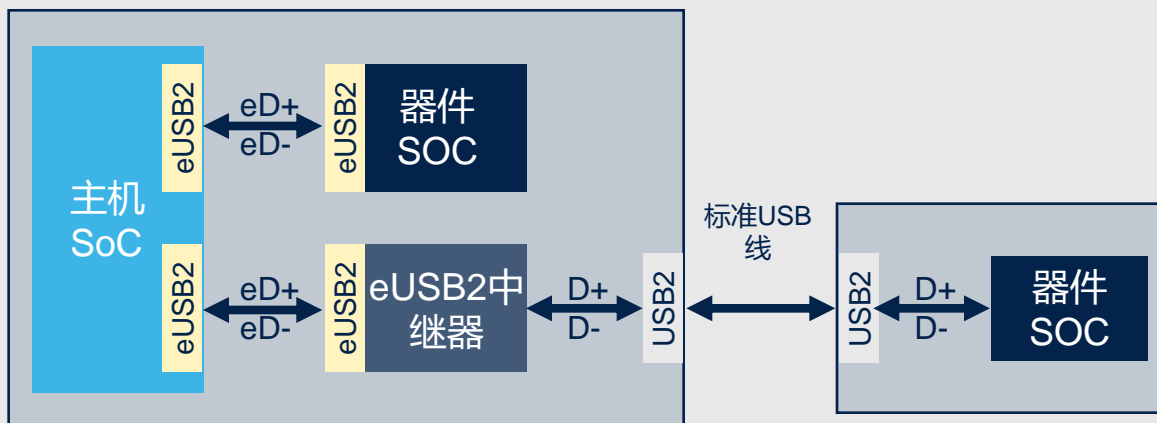 eUSB2
eD+
eD-
eUSB2
器件
SOC
主机
SoC
eUSB2
eD+
eD-
eUSB2
eUSB2中
继器
D+
D-
USB2
标准USB
线
USB2
D+
D-
器件
SOC